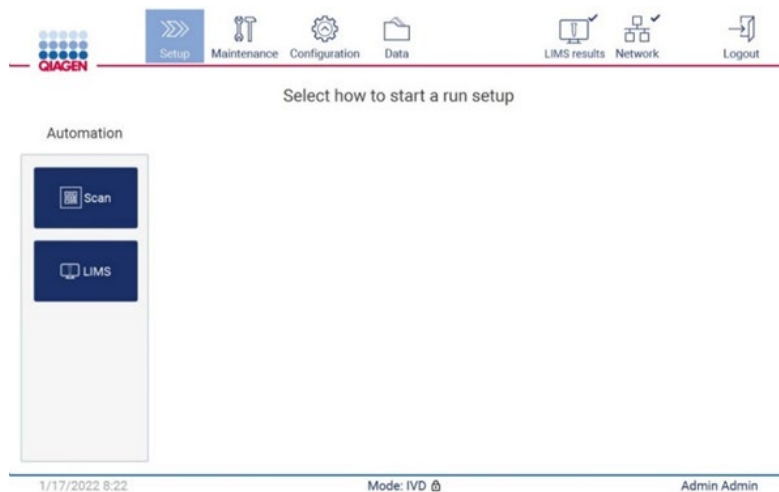 QIAGEN
Setup
Maintenance
Configuration
Data
LIMS results
Network
Logout
Select how to start a run setup
Automation
Scan
LIMS
1/17/2022 8:22
Mode: IVD
Admin Admin